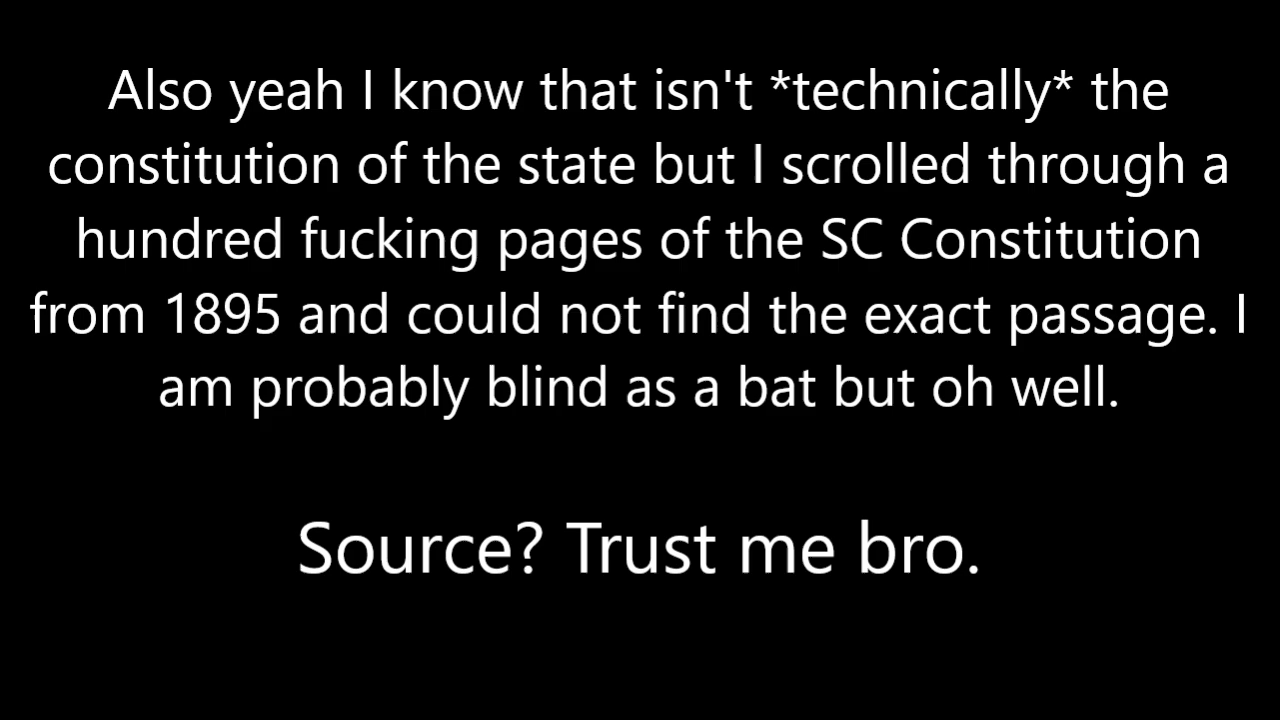 Also yeah I know that isn't *technically* the
constitution of the state but I scrolled through a
hundred fucking pages of the SC Constitution
from 1895 and could not find the exact passage. I
am probably blind as a bat but oh well.
Source? Trust me bro.